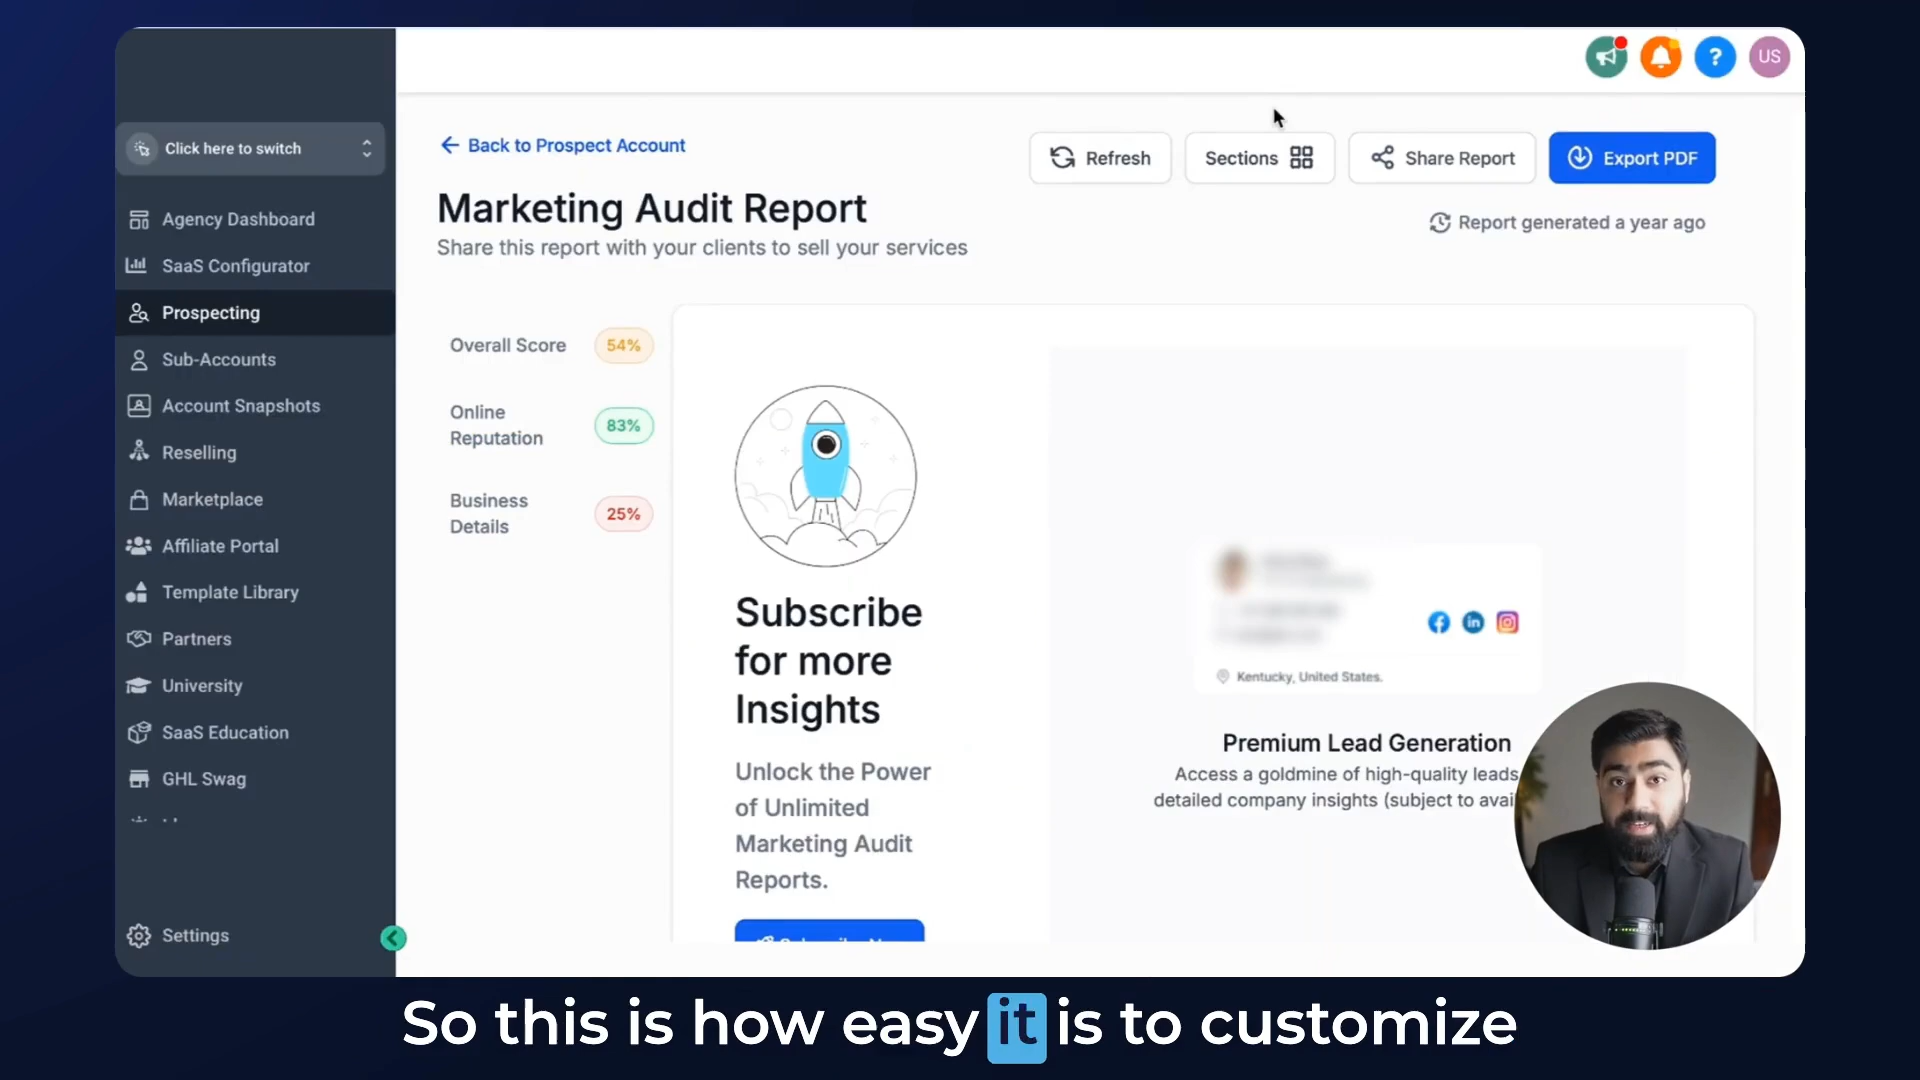 US
Click here to switch
Agency Dashboard
SaaS Configurator
Prospecting
Sub-Accounts
Account Snapshots
Reselling
Marketplace
Affiliate Portal
Template Library
Partners
University
SaaS Education
GHL Swag
Settings
Back to Prospect Account
Refresh
Sections
Share Report
Export PDF
Marketing Audit Report
Share this report with your clients to sell your services
Report generated a year ago
Overall Score 54%
Online
Reputation
83%
Business
Details
25%
Subscribe
for more
Insights
Unlock the Power
of Unlimited
Marketing Audit
Reports.
Kentucky, United States.
Premium Lead Generation
Access a goldmine of high-quality leads
detailed company insights (subject to
So this is how easy it is to customize